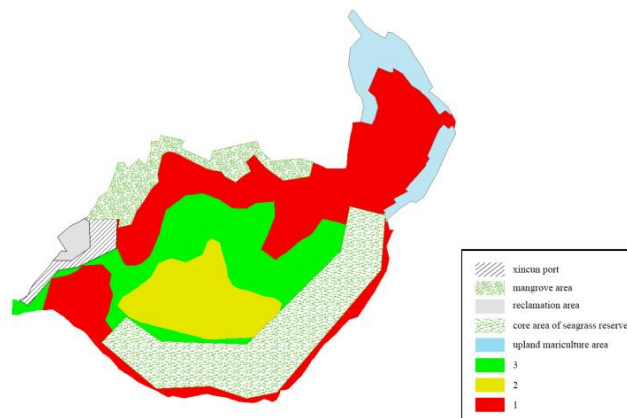 xincun port
mangrove area
reclamation area
core area of seagrass reserve
upland mariculture area
3
2
1